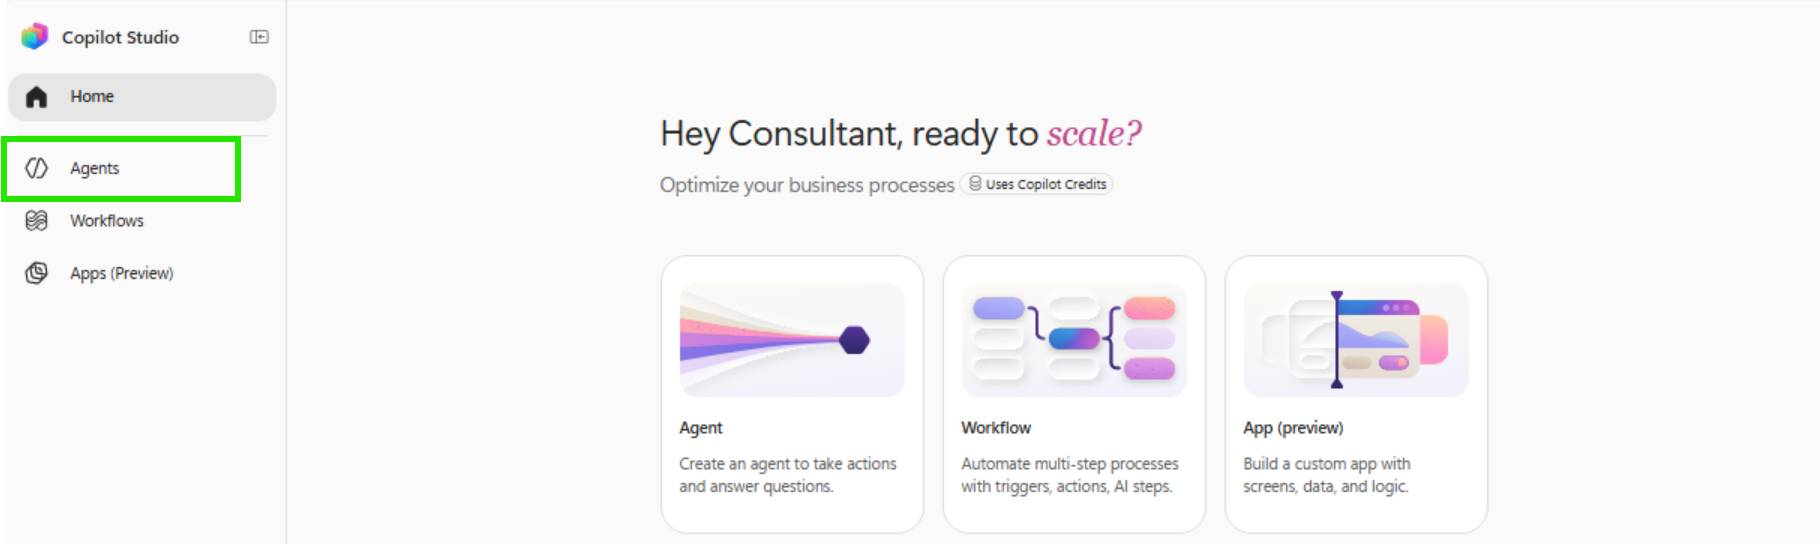 Copilot Studio
Home
Agents
Workflows
Apps (Preview)
Hey Consultant, ready to scale?
Optimize your business processes Uses Copilot Credits
Agent
Create an agent to take actions
and answer questions.
Workflow
Automate multi-step processes
with triggers, actions, AI steps.
App (preview)
Build a custom app with
screens, data, and logic.